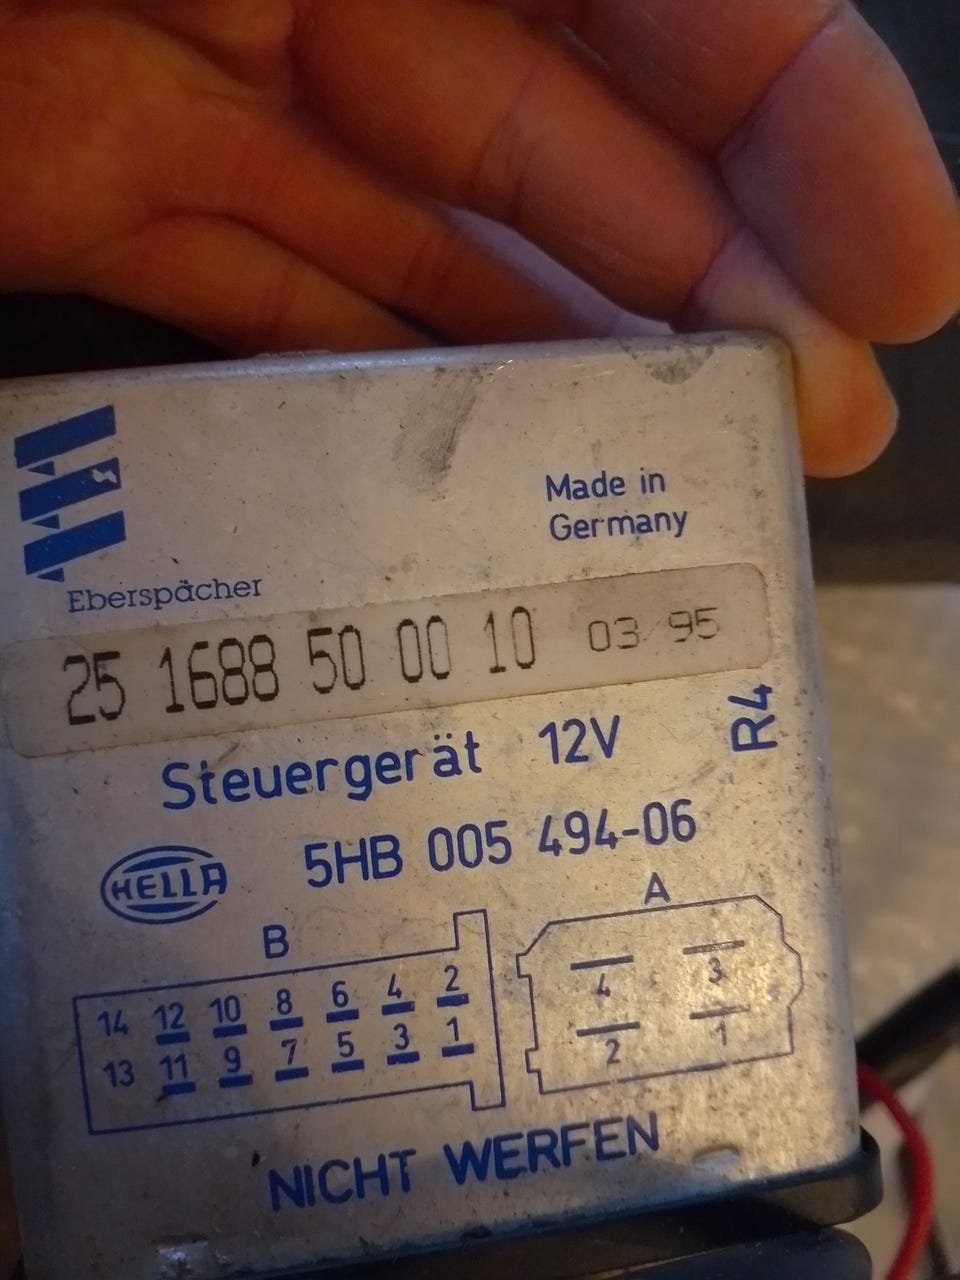 Made in
Germany
Eberspächer
25 1688 50 00 10 03/95
Steuergerät 12V
R4
HELLA
5HB 005 494-06
B
A
14 12 10 8 6 4 2
13 11 9 7 5 3 1
4 3
2 1
NICHT WERFEN